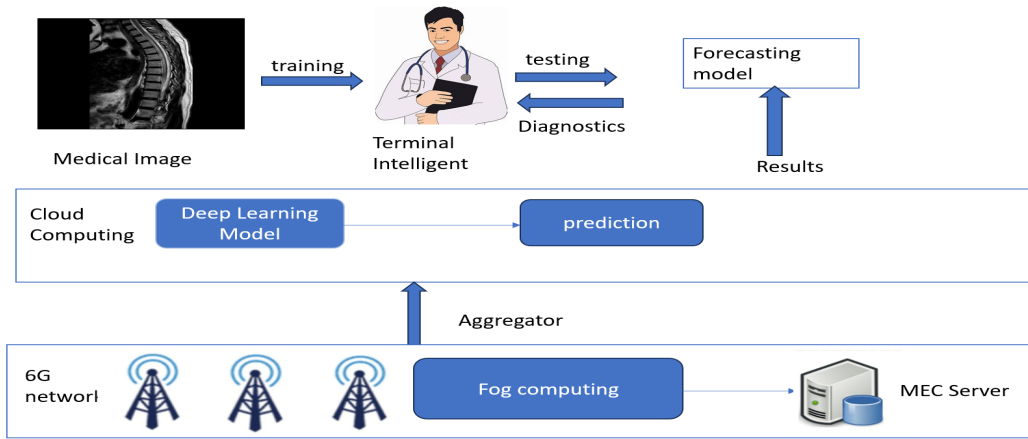 training
testing
Forecasting
model
Diagnostics
Medical Image
Terminal
Intelligent
Results
Cloud
Computing
Deep Learning
Model
prediction
Aggregator
6G
network
Fog computing
MEC Server